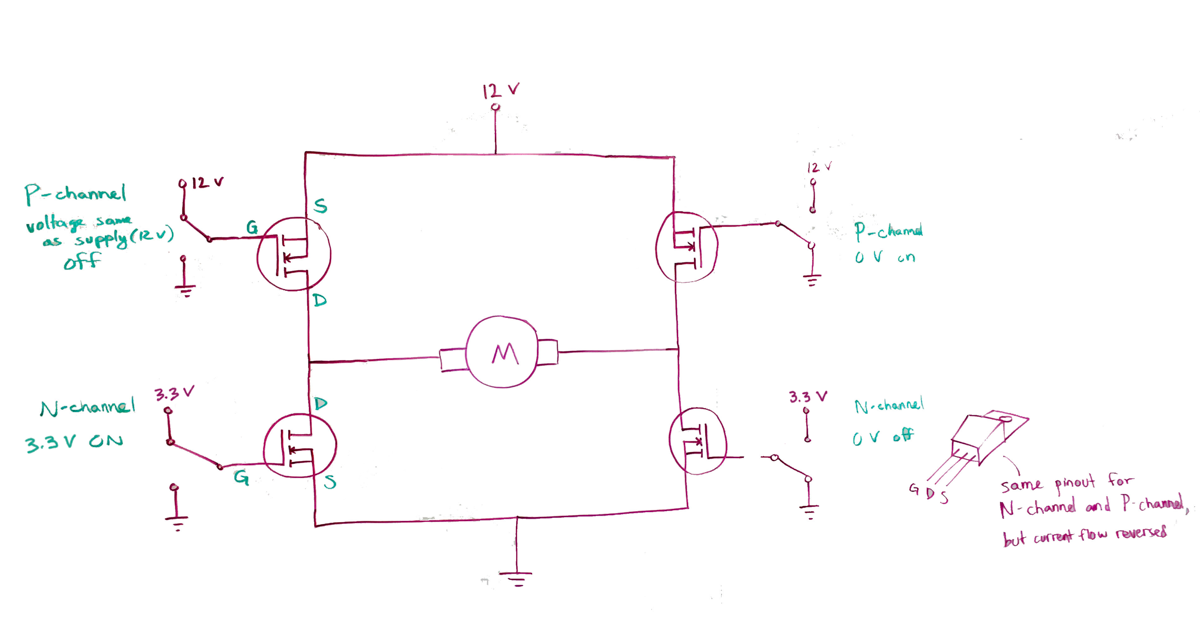 12 V
P-channel
voltage same
as supply (12 V)
off
12 V
G
S
D
12 V
P-channel
0 V on
M
N-channel
3.3 V ON
3.3 V
D
G
S
3.3 V
N-channel
0 V off
G D S
same pinout for
N-channel and P-channel,
but current flow reversed